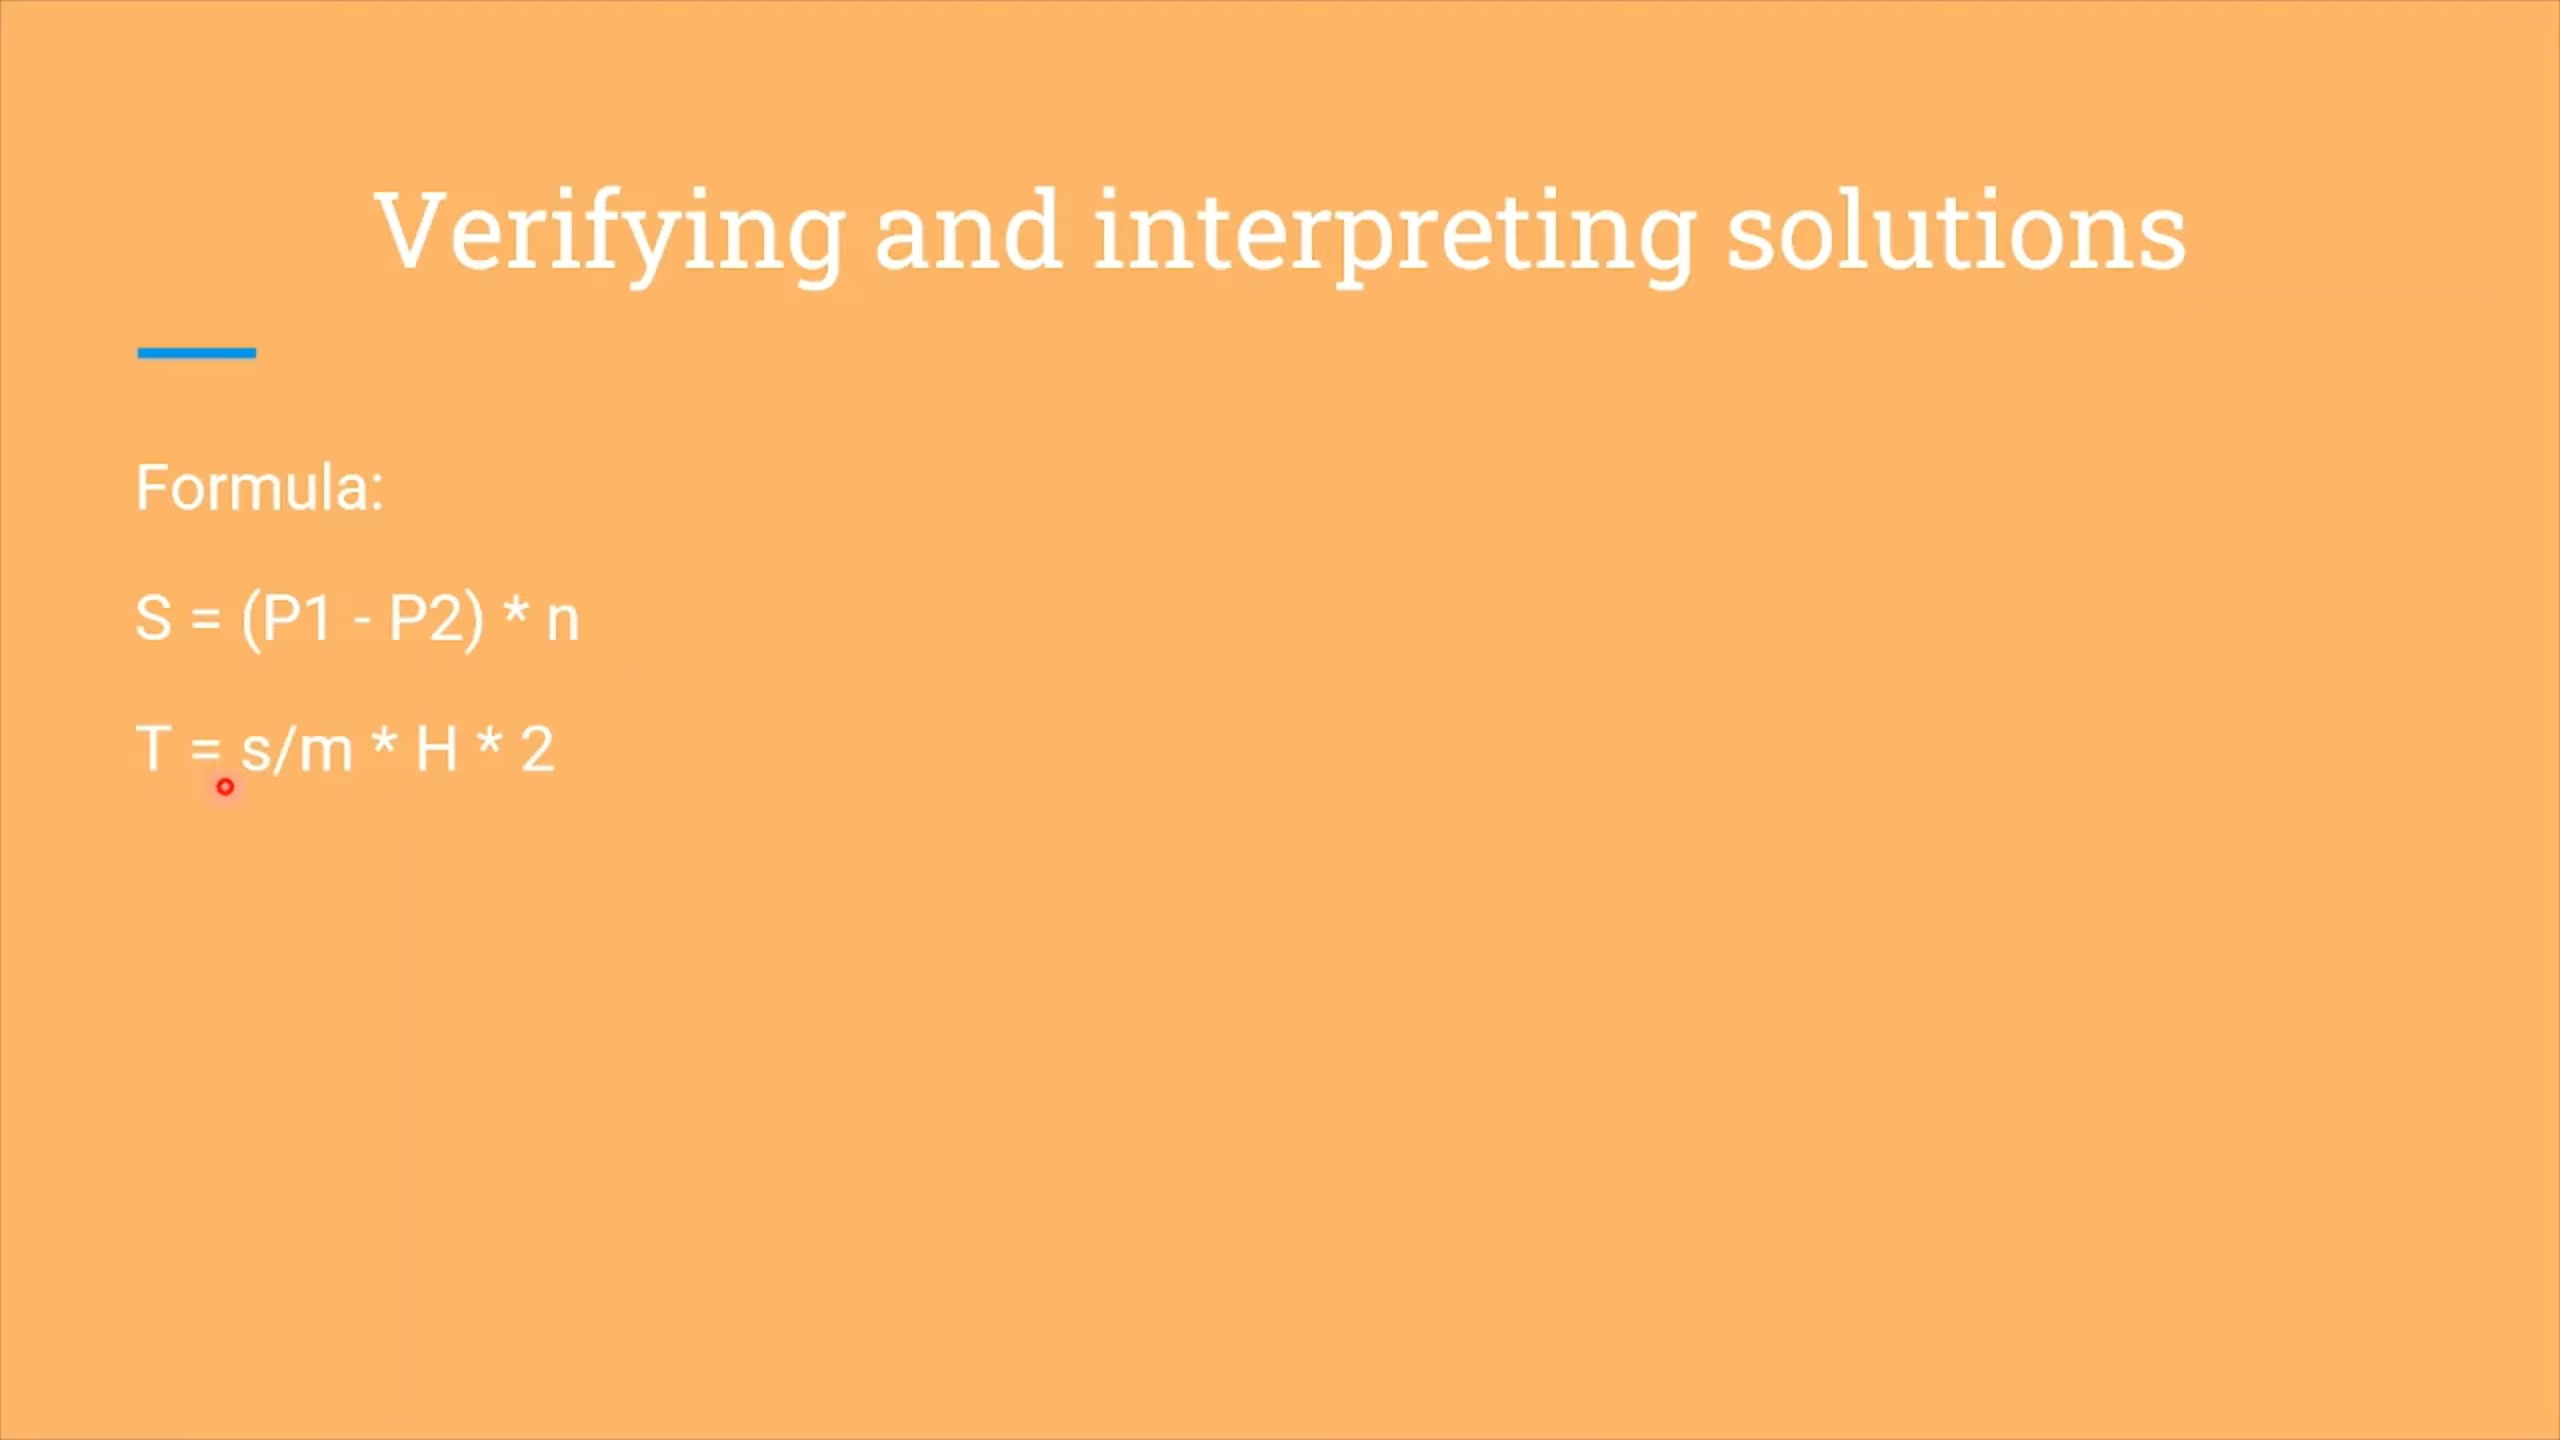 Verifying and interpreting solutions
Formula:
S = (P1 - P2) * n
T = s/m * H * 2